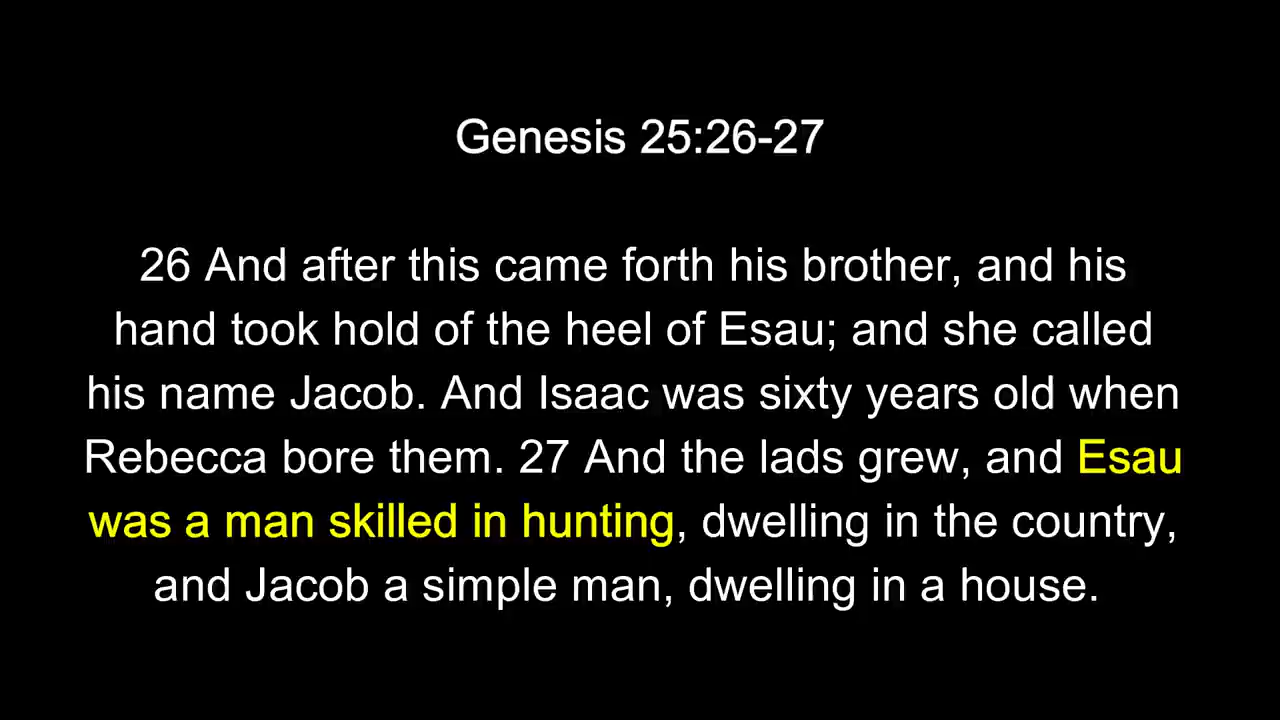 Genesis 25:26-27
26 And after this came forth his brother, and his
hand took hold of the heel of Esau; and she called
his name Jacob. And Isaac was sixty years old when
Rebecca bore them. 27 And the lads grew, and Esau
was a man skilled in hunting, dwelling in the country,
and Jacob a simple man, dwelling in a house.